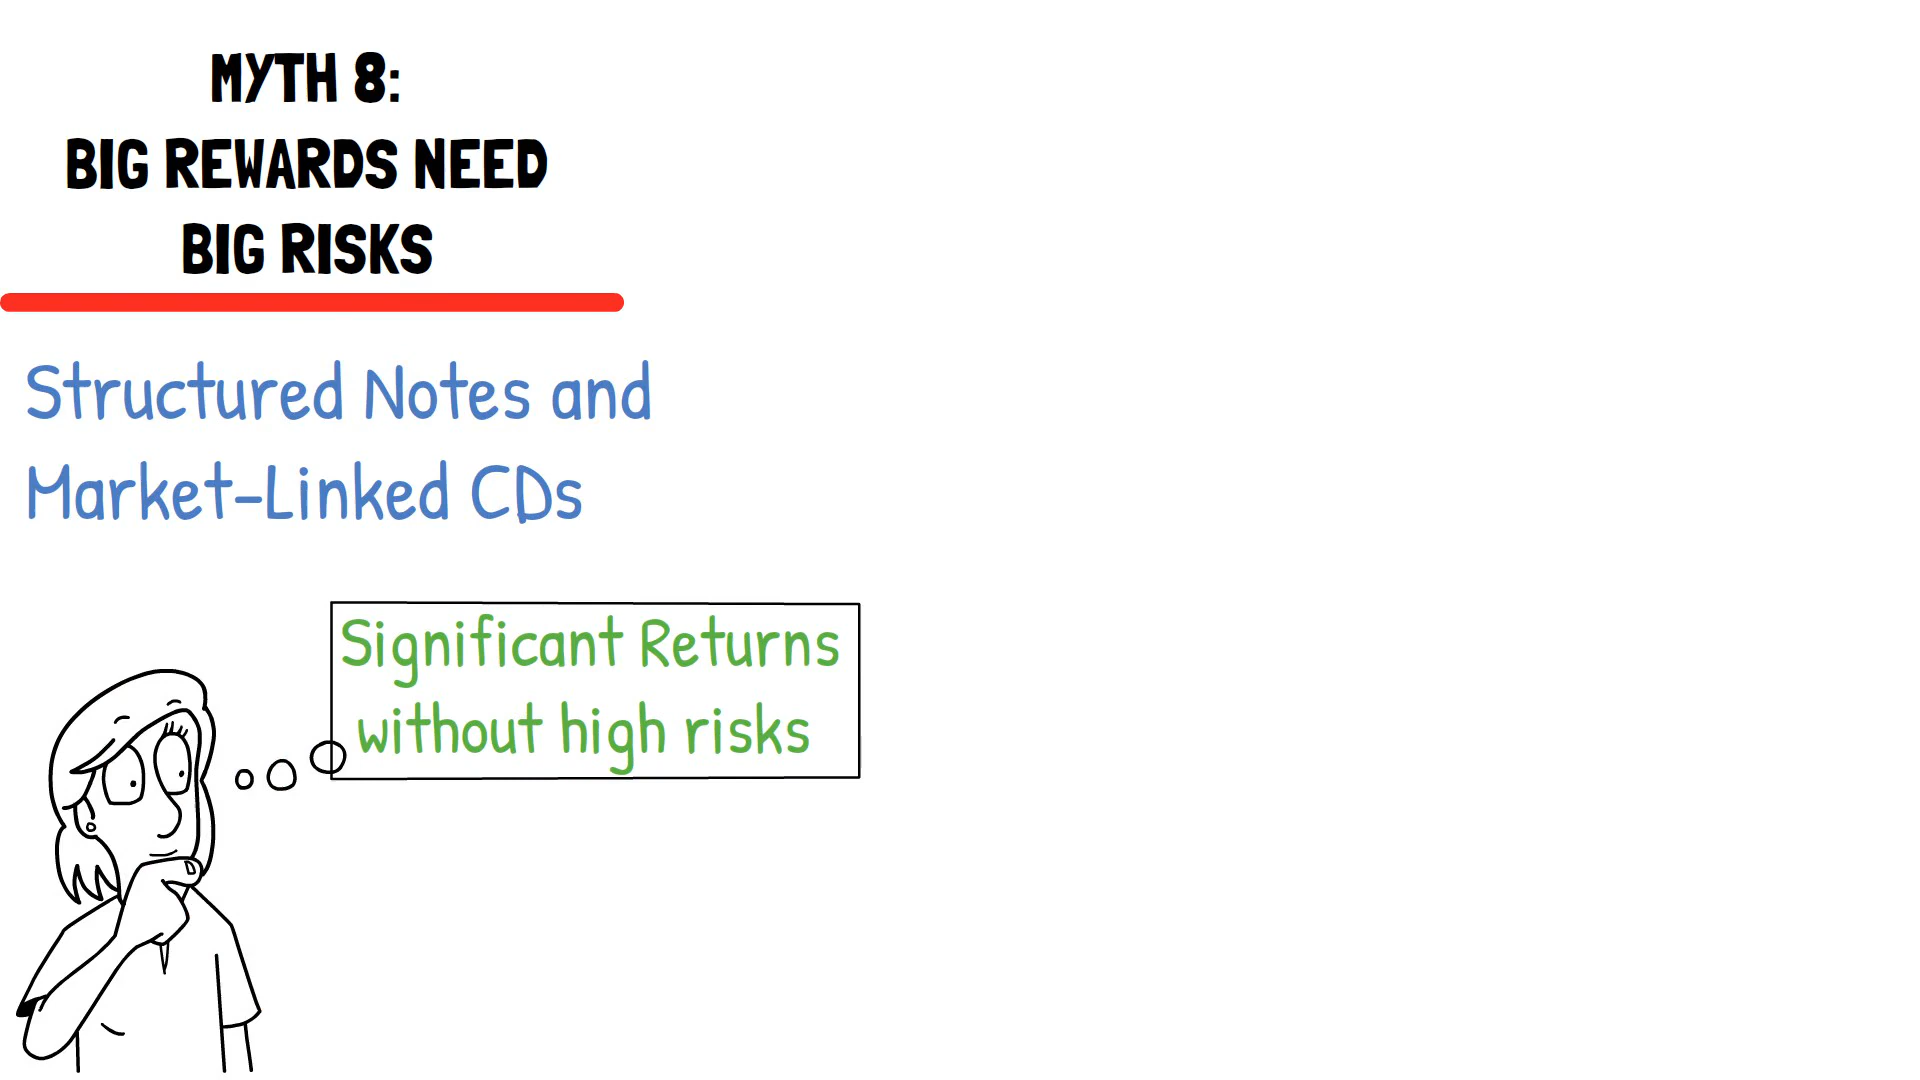 MYTH 8:
BIG REWARDS NEED
BIG RISKS
Structured Notes and
Market-Linked CDs
Significant Returns
without high risks